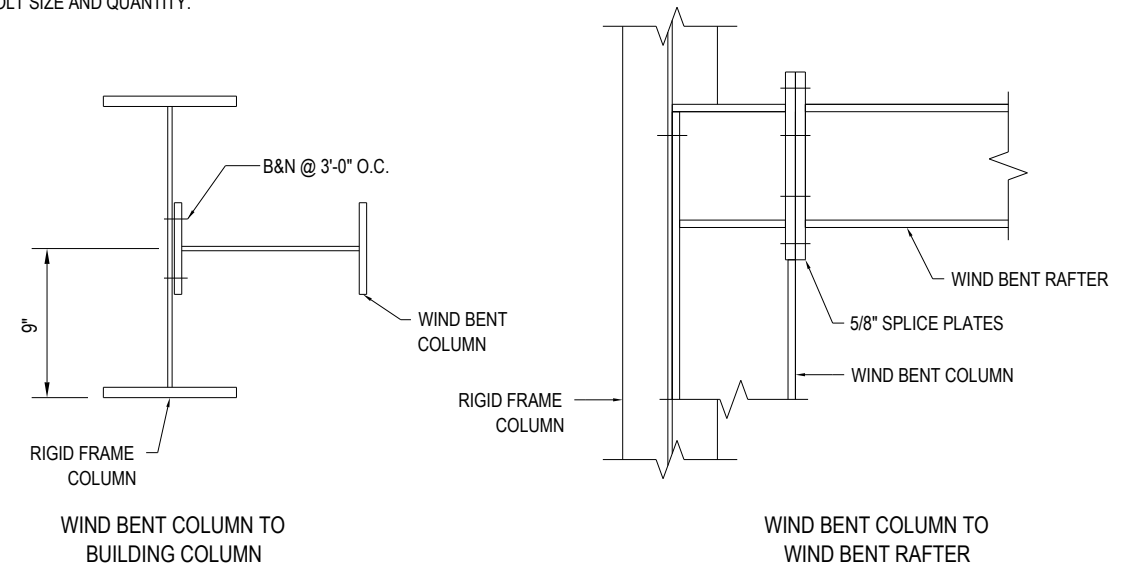 OLT SIZE AND QUANTITY.
B&N @ 3'-0" O.C.
9"
WIND BENT
COLUMN
RIGID FRAME
COLUMN
WIND BENT COLUMN TO
BUILDING COLUMN
WIND BENT RAFTER
5/8" SPLICE PLATES
WIND BENT COLUMN
RIGID FRAME
COLUMN
WIND BENT COLUMN TO
WIND BENT RAFTER